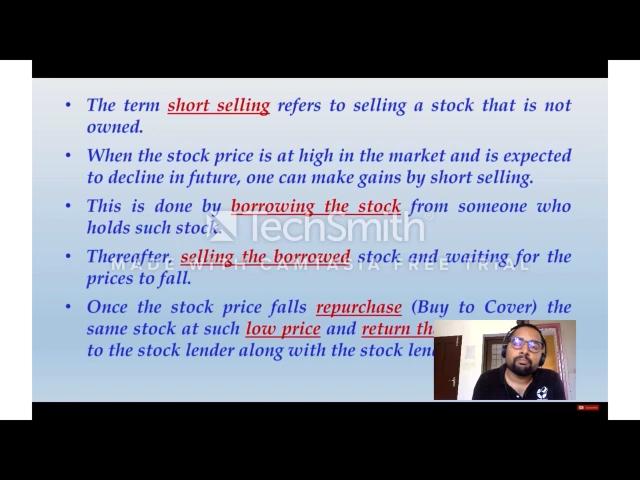 • The term short selling refers to selling a stock that is not
owned.
• When the stock price is at high in the market and is expected
to decline in future, one can make gains by short selling.
• This is done by borrowing the stock from someone who
holds such stock.
TechSmith
• Thereafter, selling the borrowed stock and waiting for the
MADE WITH CAMTASIA FREE TRIAL
prices to fall.
• Once the stock price falls repurchase (Buy to Cover) the
same stock at such low price and return
to the stock lender along with the stock